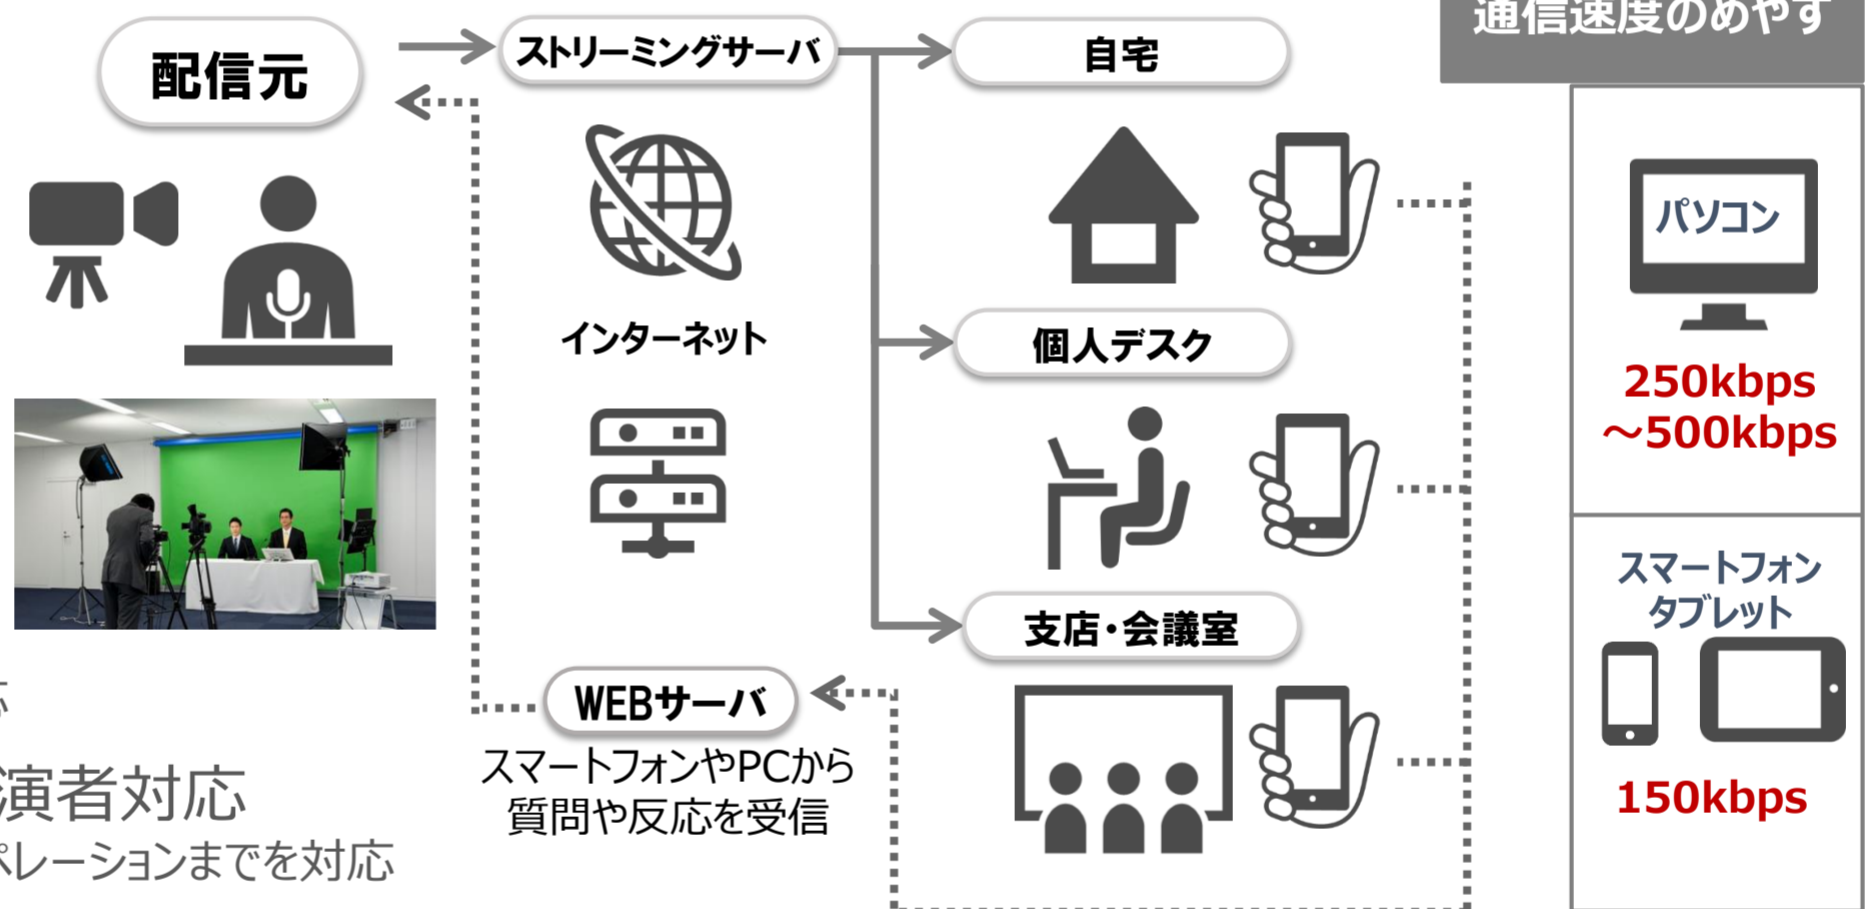 通信速度のめやす
配信元
ストリーミングサーバ
自宅
パソコン
インターネット
個人デスク
250kbps
～500kbps
スマートフォン
タブレット
支店・会議室
WEBサーバ
スマートフォンやPCから
質問や反応を受信
150kbps
演者対応
ペレーションまでを対応